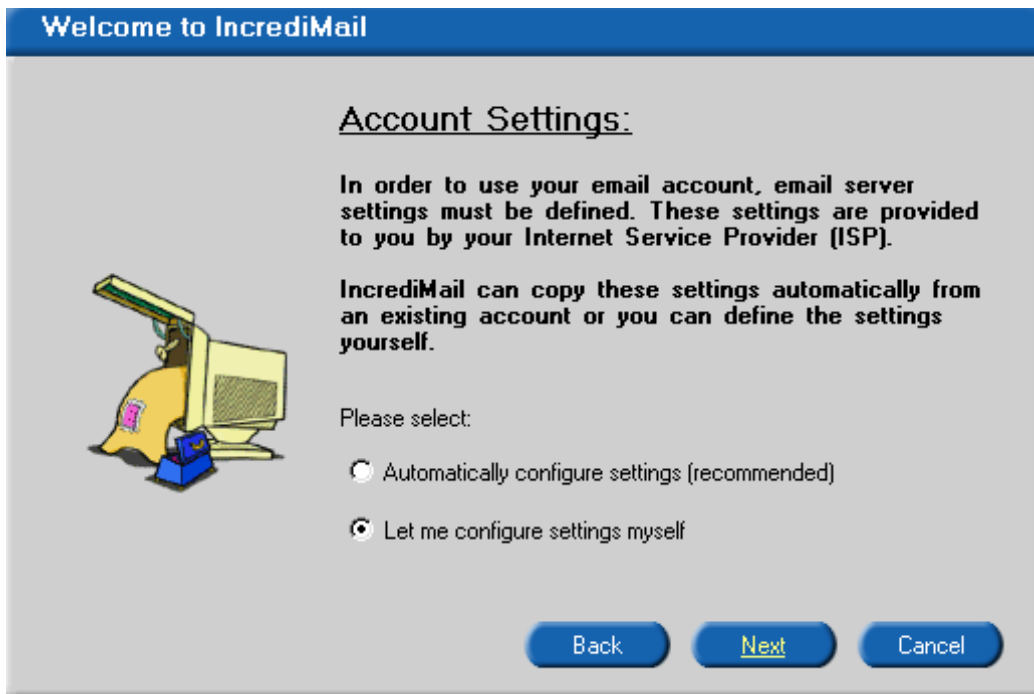 Welcome to IncrediMail
Account Settings:
In order to use your email account, email server
settings must be defined. These settings are provided
to you by your Internet Service Provider (ISP).
IncrediMail can copy these settings automatically from
an existing account or you can define the settings
yourself.
Please select:
Automatically configure settings (recommended)
Let me configure settings myself
Back Next Cancel